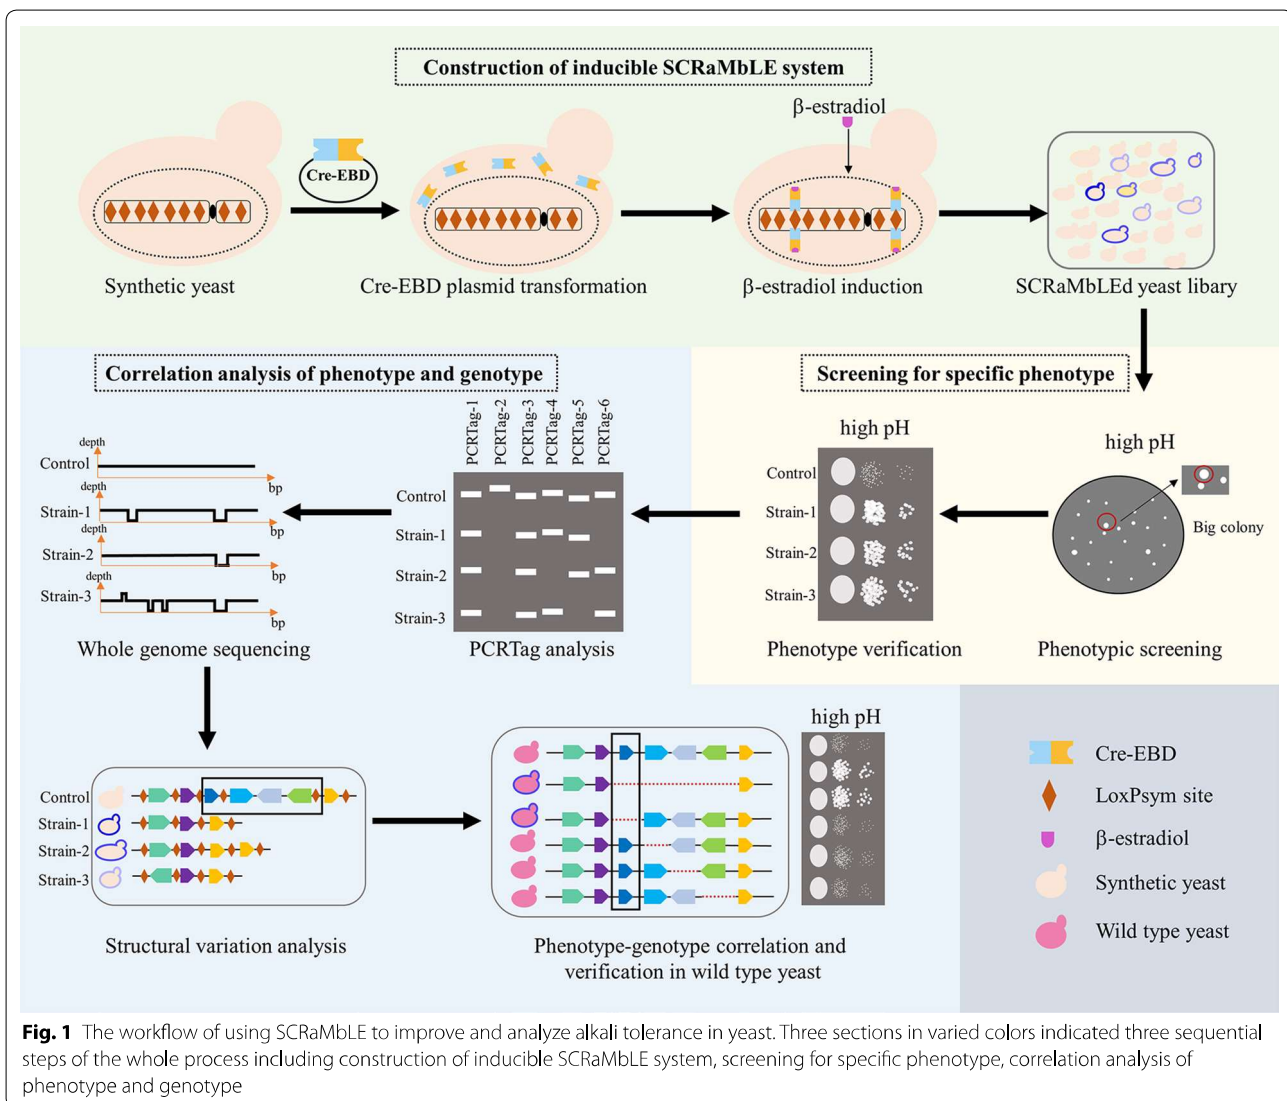 Construction of inducible SCRaMbLE system
β-estradiol
Cre-EBD
Synthetic yeast
Cre-EBD plasmid transformation
β-estradiol induction
SCRaMbLEd yeast libary
Correlation analysis of phenotype and genotype
Screening for specific phenotype
PCRTag-1
PCRTag-2
PCRTag-3
PCRTag-4
PCRTag-5
PCRTag-6
depth
Control
bp
depth
Strain-1
bp
depth
Strain-2
bp
depth
Strain-3
bp
Whole genome sequencing
Control
Strain-1
Strain-2
Strain-3
PCRTag analysis
high pH
Control
Strain-1
Strain-2
Strain-3
Phenotype verification
high pH
Big colony
Phenotypic screening
Control
Strain-1
Strain-2
Strain-3
Structural variation analysis
high pH
Phenotype-genotype correlation and
verification in wild type yeast
Cre-EBD
LoxPsym site
β-estradiol
Synthetic yeast
Wild type yeast
Fig. 1 The workflow of using SCRaMbLE to improve and analyze alkali tolerance in yeast. Three sections in varied colors indicated three sequential
steps of the whole process including construction of inducible SCRaMbLE system, screening for specific phenotype, correlation analysis of
phenotype and genotype